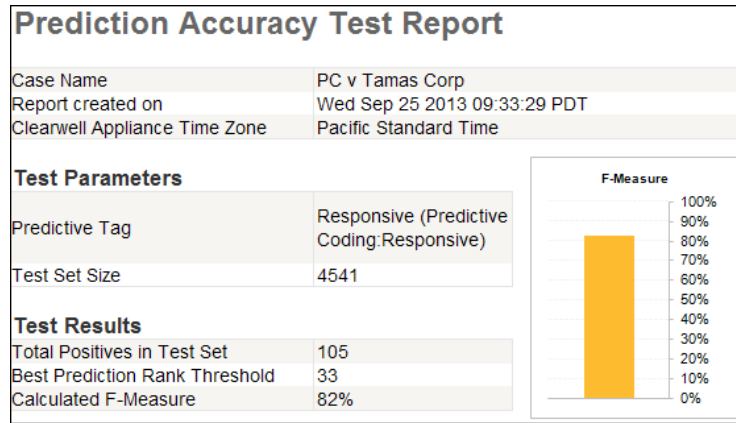 Prediction Accuracy Test Report
Case Name PC v Tamas Corp
Report created on Wed Sep 25 2013 09:33:29 PDT
Clearwell Appliance Time Zone Pacific Standard Time
Test Parameters
Predictive Tag Responsive (Predictive
Coding:Responsive)
Test Set Size 4541
Test Results
Total Positives in Test Set 105
Best Prediction Rank Threshold 33
Calculated F-Measure 82%
F-Measure
100%
90%
80%
70%
60%
50%
40%
30%
20%
10%
0%